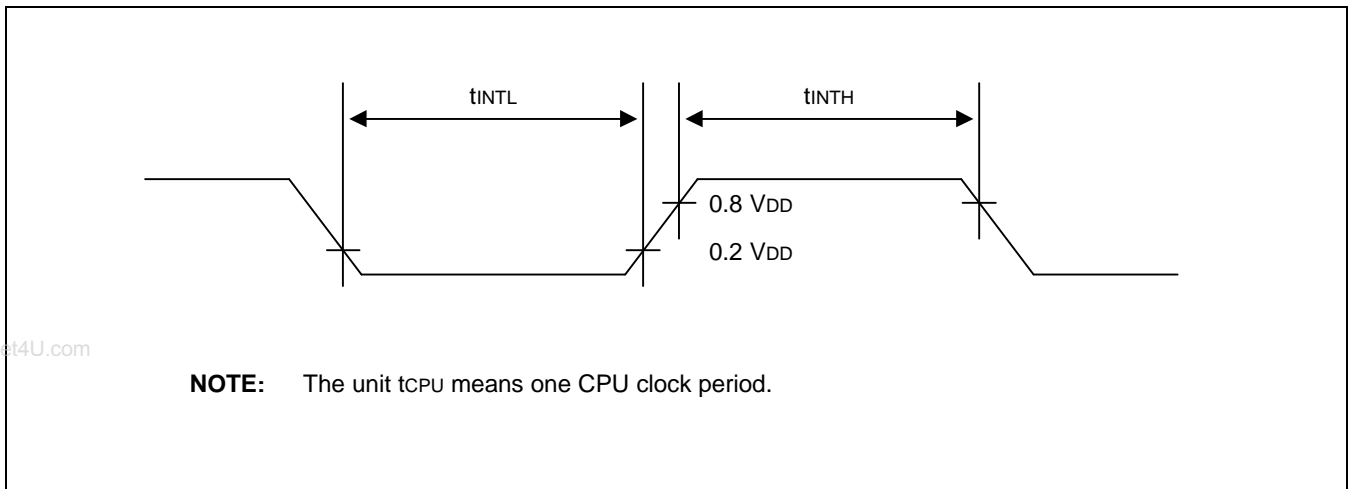 tINTL tINTH
0.8 VDD
0.2 VDD
et4U.com
NOTE: The unit tCPU means one CPU clock period.